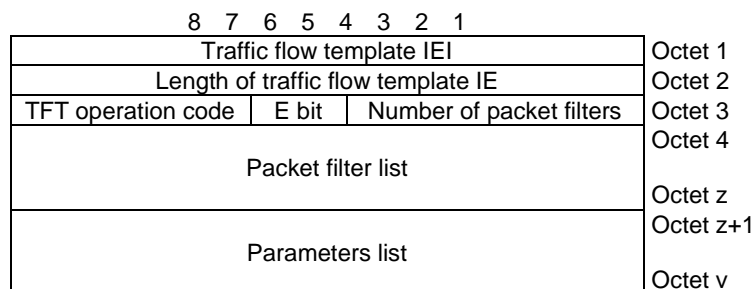 8 7 6 5 4 3 2 1
Traffic flow template IEI Octet 1
Length of traffic flow template IE Octet 2
TFT operation code E bit Number of packet filters Octet 3
Octet 4
Packet filter list
Octet z
Octet z+1
Parameters list
Octet v